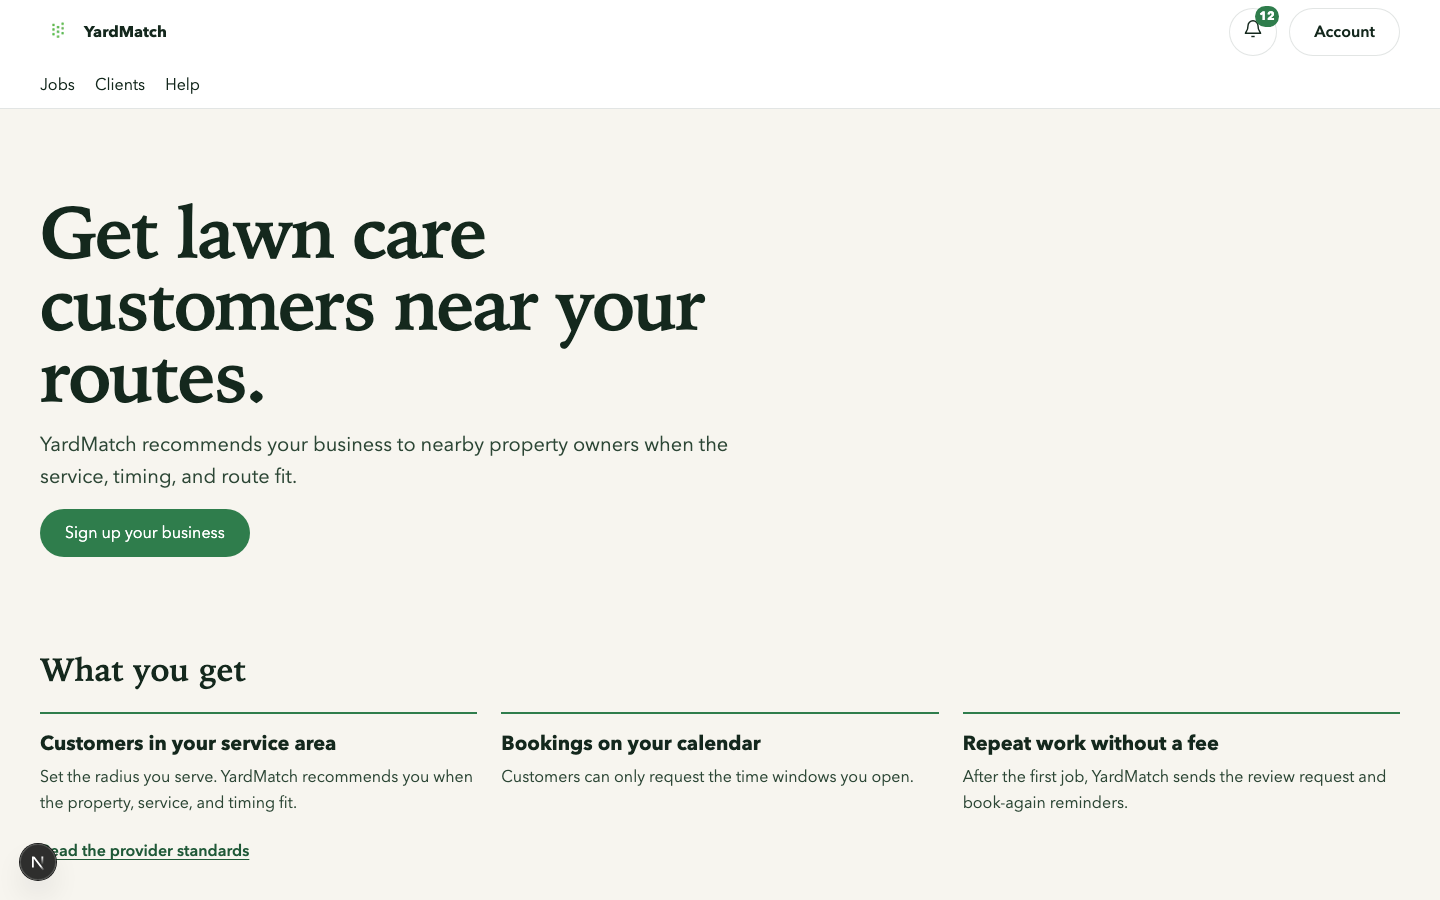 YardMatch
12
Account
Jobs Clients Help
Get lawn care
customers near your
routes.
YardMatch recommends your business to nearby property owners when the
service, timing, and route fit.
Sign up your business
What you get
Customers in your service area
Set the radius you serve. YardMatch recommends you when
the property, service, and timing fit.
Bookings on your calendar
Customers can only request the time windows you open.
Repeat work without a fee
After the first job, YardMatch sends the review request and
book-again reminders.
ead the provider standards
N